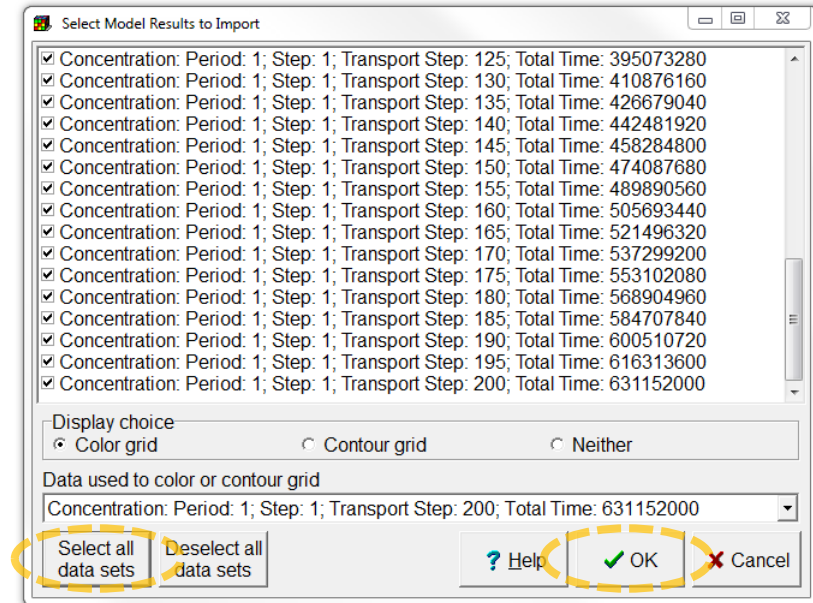 Select Model Results to Import
Concentration: Period: 1; Step: 1; Transport Step: 125; Total Time: 395073280
Concentration: Period: 1; Step: 1; Transport Step: 130; Total Time: 410876160
Concentration: Period: 1; Step: 1; Transport Step: 135; Total Time: 426679040
Concentration: Period: 1; Step: 1; Transport Step: 140; Total Time: 442481920
Concentration: Period: 1; Step: 1; Transport Step: 145; Total Time: 458284800
Concentration: Period: 1; Step: 1; Transport Step: 150; Total Time: 474087680
Concentration: Period: 1; Step: 1; Transport Step: 155; Total Time: 489890560
Concentration: Period: 1; Step: 1; Transport Step: 160; Total Time: 505693440
Concentration: Period: 1; Step: 1; Transport Step: 165; Total Time: 521496320
Concentration: Period: 1; Step: 1; Transport Step: 170; Total Time: 537299200
Concentration: Period: 1; Step: 1; Transport Step: 175; Total Time: 553102080
Concentration: Period: 1; Step: 1; Transport Step: 180; Total Time: 568904960
Concentration: Period: 1; Step: 1; Transport Step: 185; Total Time: 584707840
Concentration: Period: 1; Step: 1; Transport Step: 190; Total Time: 600510720
Concentration: Period: 1; Step: 1; Transport Step: 195; Total Time: 616313600
Concentration: Period: 1; Step: 1; Transport Step: 200; Total Time: 631152000
Display choice
Color grid Contour grid Neither
Data used to color or contour grid
Concentration: Period: 1; Step: 1; Transport Step: 200; Total Time: 631152000
Select all
data sets
Deselect all
data sets
? Help
OK
Cancel